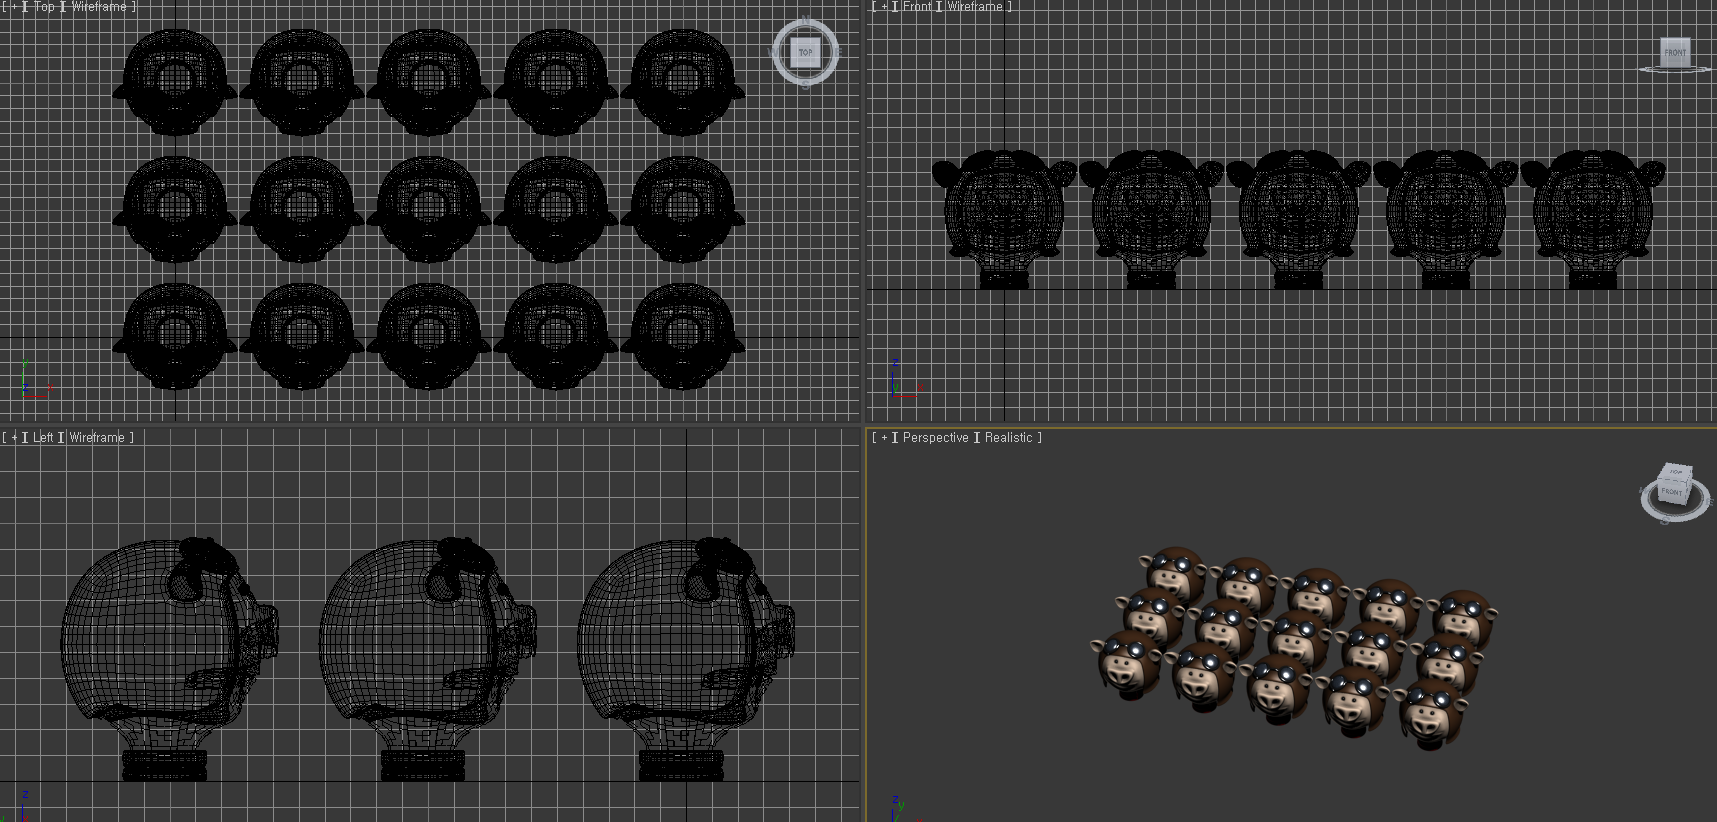 [ + ] Top ] Wireframe ]
N
TOP
S
[ + ] Front ] Wireframe ]
FRONT
z
x
z
y
x
[ + ] Left ] Wireframe ]
[ + ] Perspective ] Realistic ]
TOP
FRONT
S
z
z
y